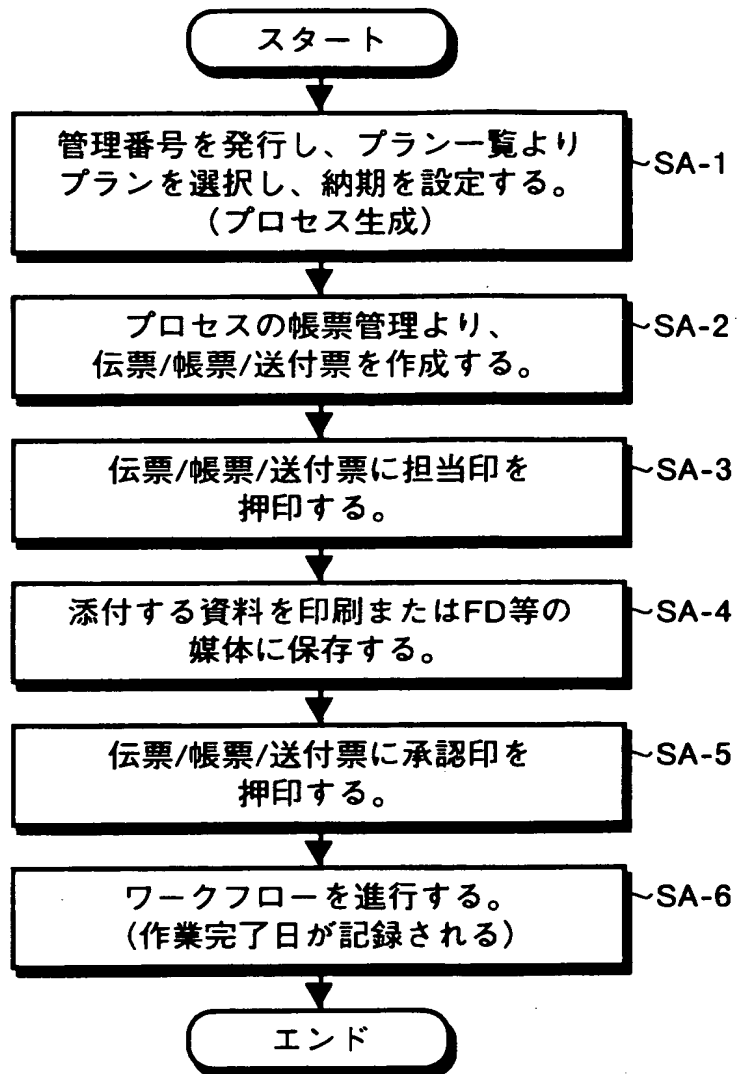 スタート
管理番号を発行し、プラン一覧より
プランを選択し、納期を設定する。
(プロセス生成)
SA-1
プロセスの帳票管理より、
伝票/帳票/送付票を作成する。
SA-2
伝票/帳票/送付票に担当印を
押印する。
SA-3
添付する資料を印刷またはFD等の
媒体に保存する。
SA-4
伝票/帳票/送付票に承認印を
押印する。
SA-5
ワークフローを進行する。
(作業完了日が記録される)
SA-6
エンド